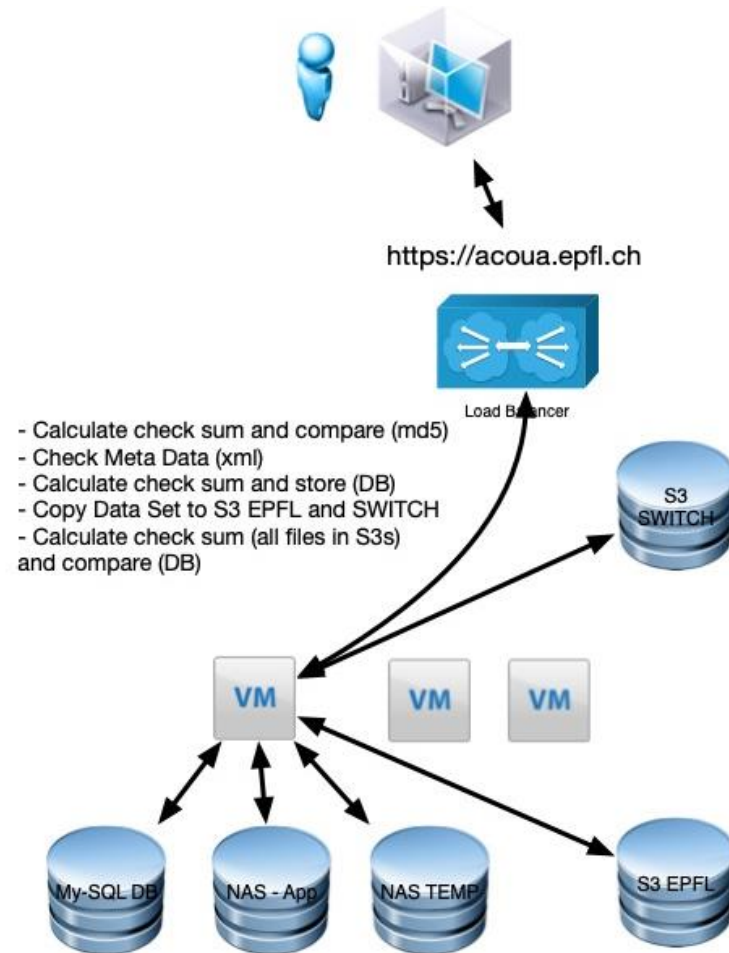 https://acoua.epfl.ch
Load Balancer
- Calculate check sum and compare (md5)
- Check Meta Data (xml)
- Calculate check sum and store (DB)
- Copy Data Set to S3 EPFL and SWITCH
- Calculate check sum (all files in S3s)
and compare (DB)
S3
SWITCH
VM
VM
VM
My-SQL DB
NAS - App
NAS TEMP
S3 EPFL